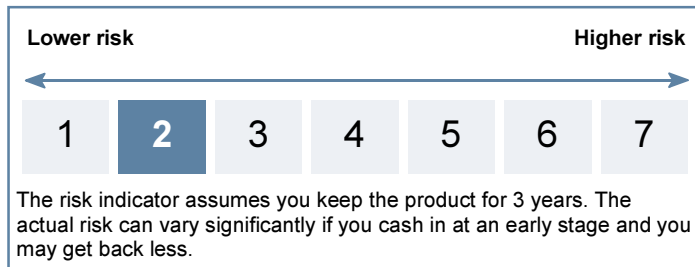 Lower risk Higher risk
1 2 3 4 5 6 7
The risk indicator assumes you keep the product for 3 years. The
actual risk can vary significantly if you cash in at an early stage and you
may get back less.